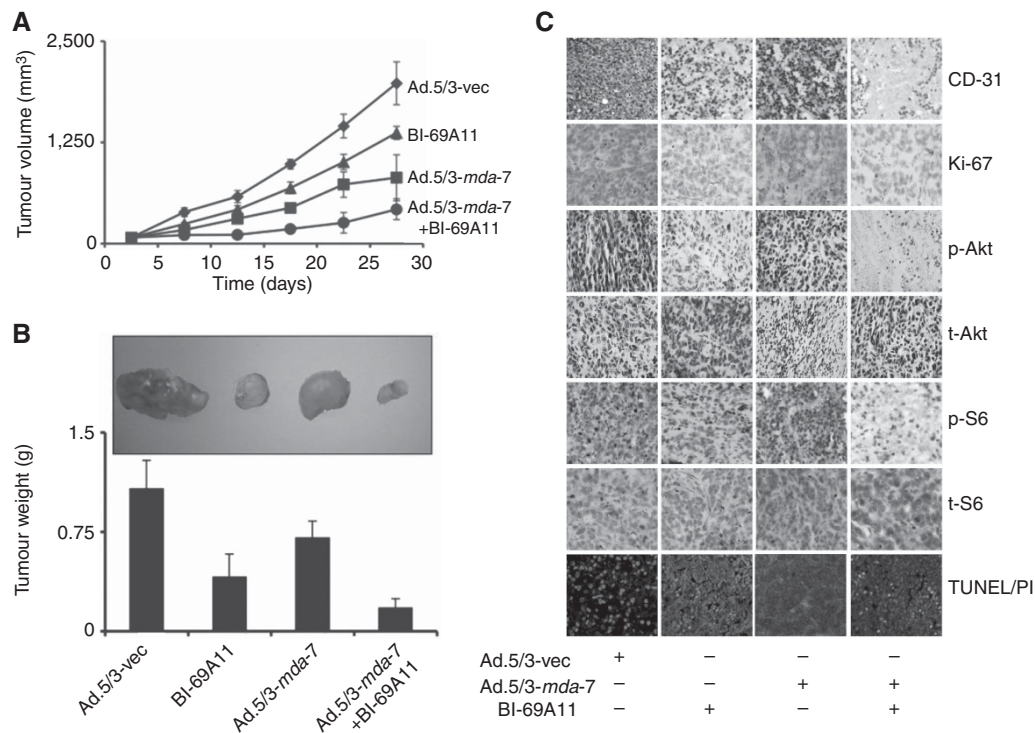 A
2,500
1,250
0
Tumour volume (mm³)
Ad.5/3-vec
BI-69A11
Ad.5/3-mda-7
Ad.5/3-mda-7
+BI-69A11
0 5 10 15 20 25 30
Time (days)
B
1.5
0.75
0
Tumour weight (g)
Ad.5/3-vec
BI-69A11
Ad.5/3-mda-7
Ad.5/3-mda-7
+BI-69A11
C
CD-31
Ki-67
p-Akt
t-Akt
p-S6
t-S6
TUNEL/PI
Ad.5/3-vec + – – –
Ad.5/3-mda-7 – – + +
BI-69A11 – + – +